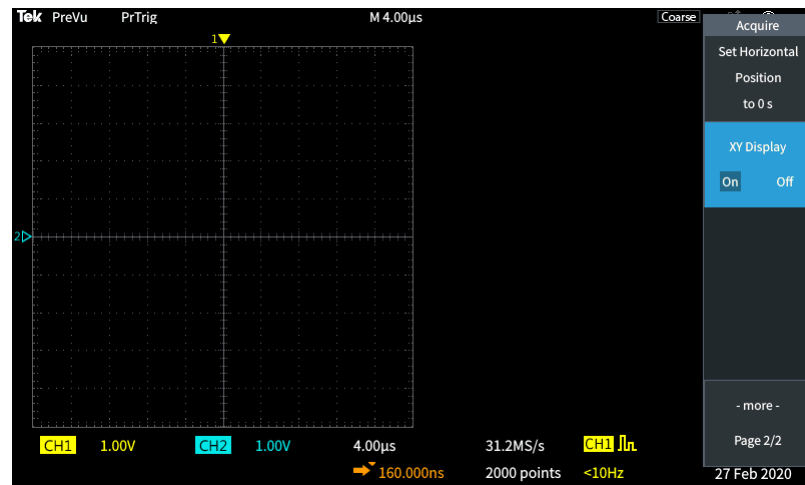 Tek PreVu PrTrig M 4.00µs Coarse
Acquire
Set Horizontal
Position
to 0 s
XY Display
On Off
1
2
- more -
Page 2/2
CH1 1.00V CH2 1.00V 4.00µs 31.2MS/s CH1
160.000ns 2000 points <10Hz 27 Feb 2020